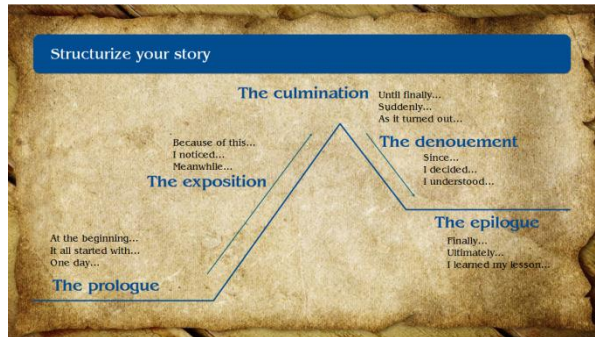 Structurize your story
The culmination
Until finally...
Suddenly...
As it turned out...
Because of this...
I noticed...
Meanwhile...
The exposition
The denouement
Since...
I decided...
I understood...
At the beginning...
It all started with...
One day...
The prologue
The epilogue
Finally...
Ultimately...
I learned my lesson...